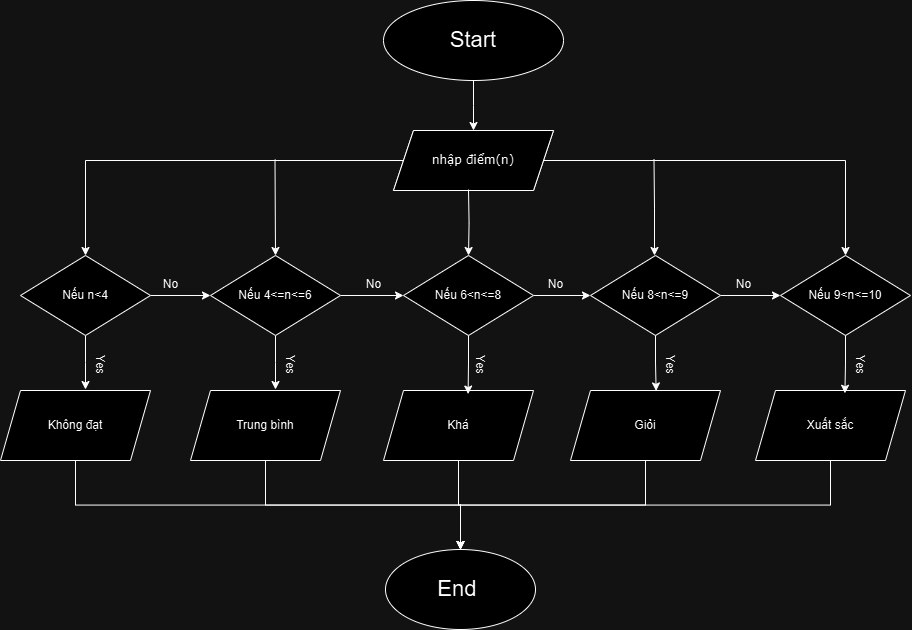 Start
nhập điểm(n)
Nếu n<4
No
Nếu 4<=n<=6
No
Nếu 6<n<=8
No
Nếu 8<n<=9
No
Nếu 9<n<=10
Yes
Yes
Yes
Yes
Yes
Không đạt
Trung bình
Khá
Giỏi
Xuất sắc
End